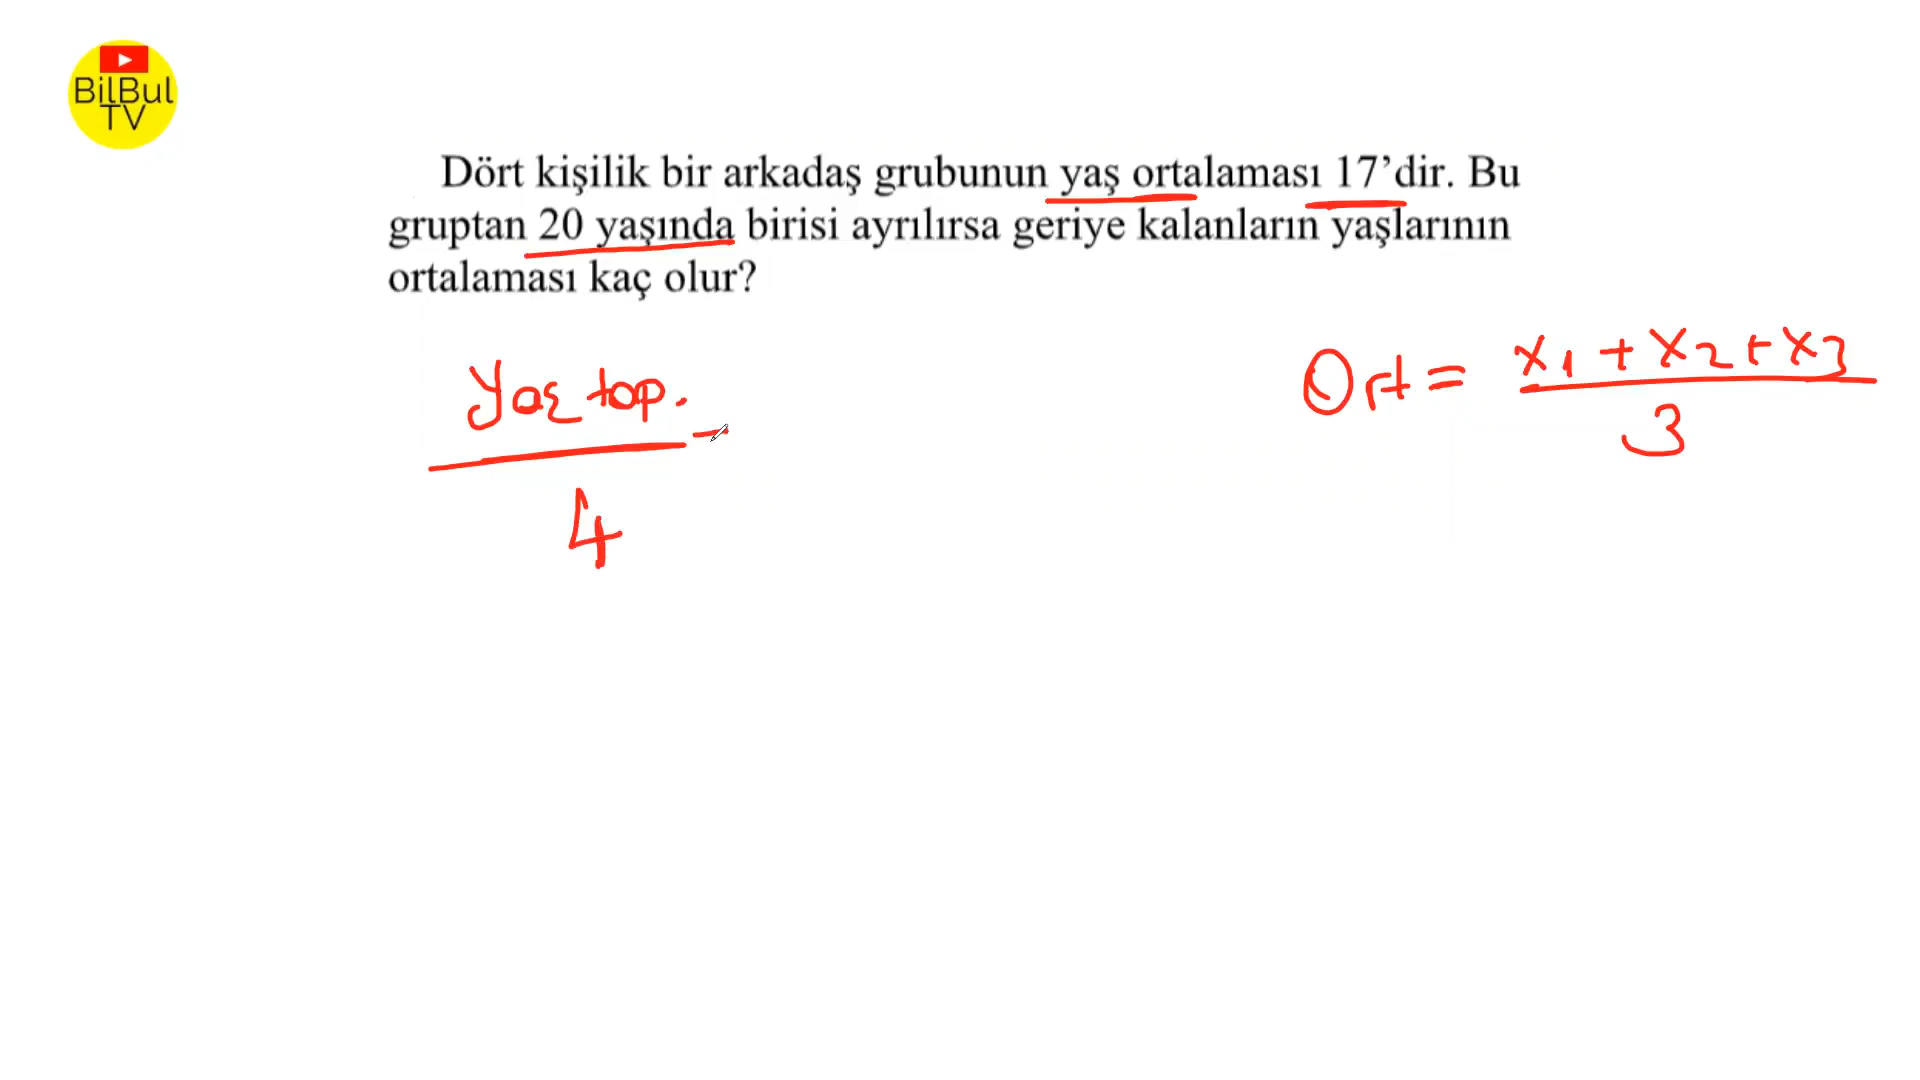 BilBul
TV
Dört kişilik bir arkadaş grubunun yaş ortalaması 17’dir. Bu
gruptan 20 yaşında birisi ayrılırsa geriye kalanların yaşlarının
ortalaması kaç olur?
Yaş top.
4
Ort = x1 + x2 + x3
3